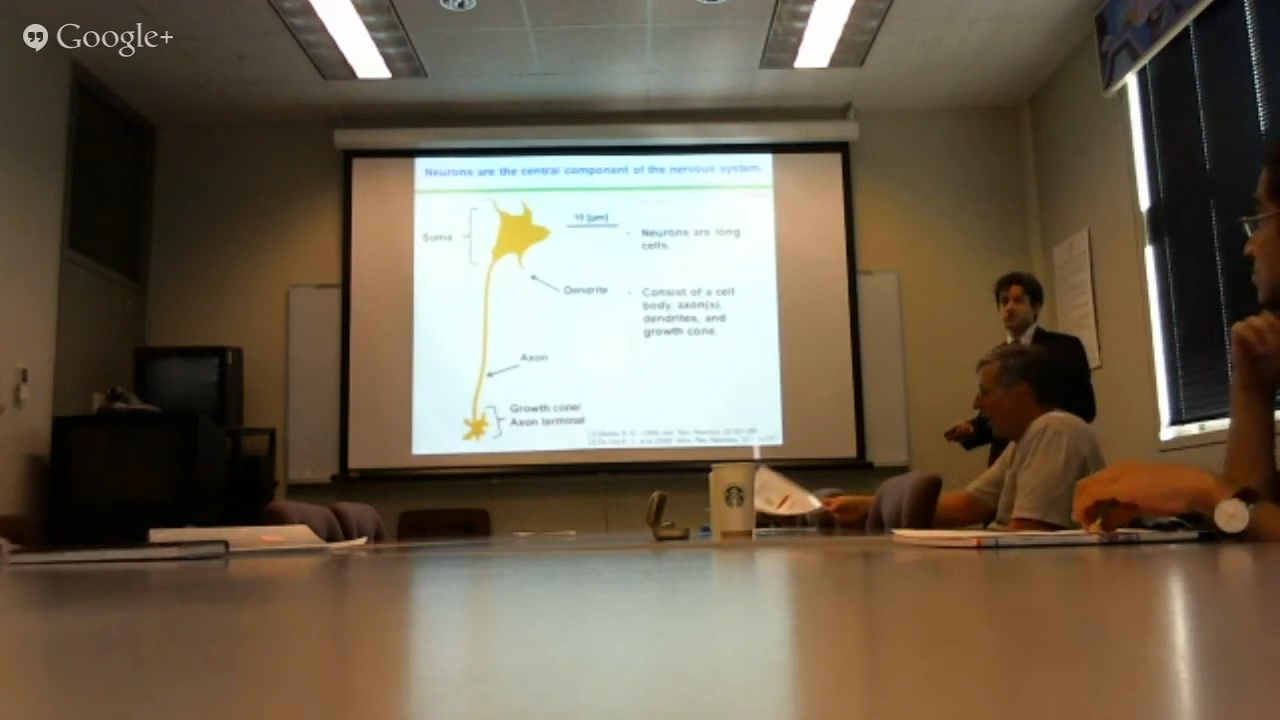 Google+
Neurons are the central component of the nervous system
10 [μm]
Soma
Neurons are long
cells.
Dendrite
Consist of a cell
body, axon(s),
dendrites, and
growth cone.
Axon
Growth cone/
Axon terminal